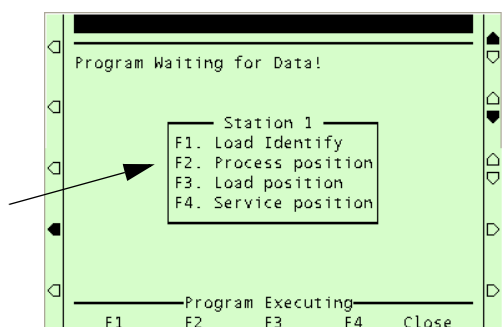 Program Waiting for Data!
Station 1
F1. Load Identify
F2. Process position
F3. Load position
F4. Service position
Program Executing
F1 F2 F3 F4 Close